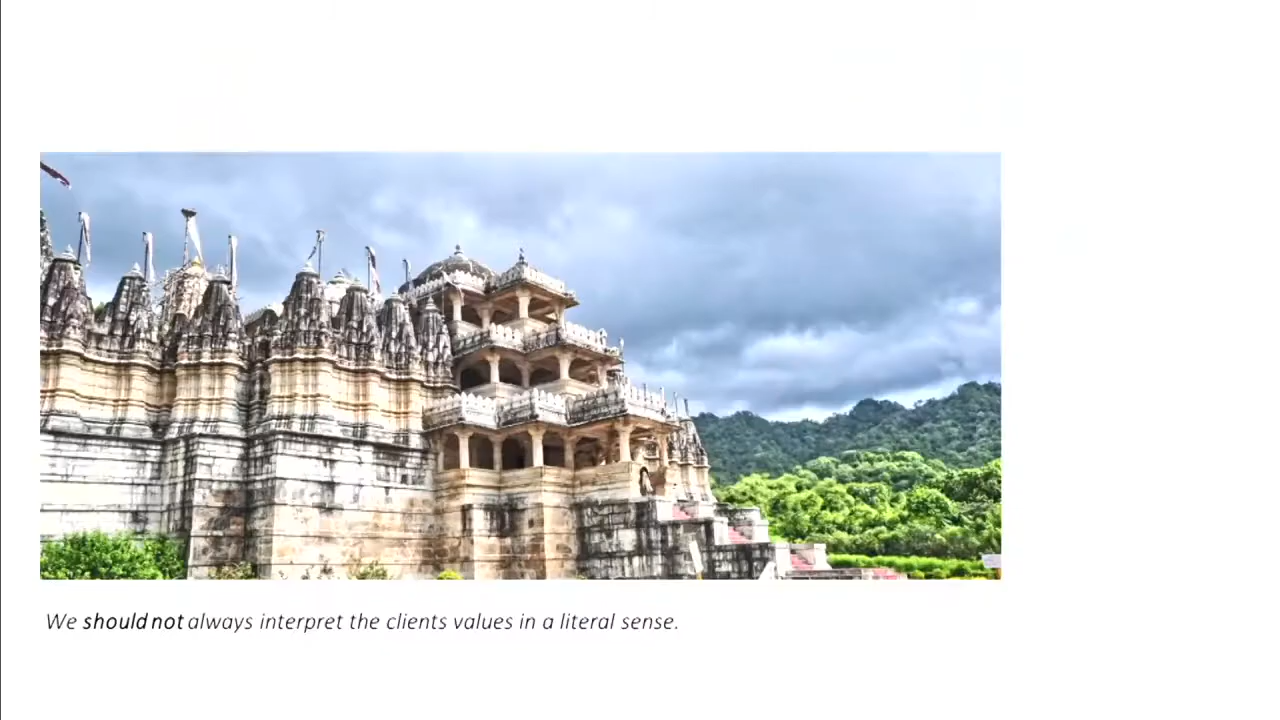 We should not always interpret the clients values in a literal sense.